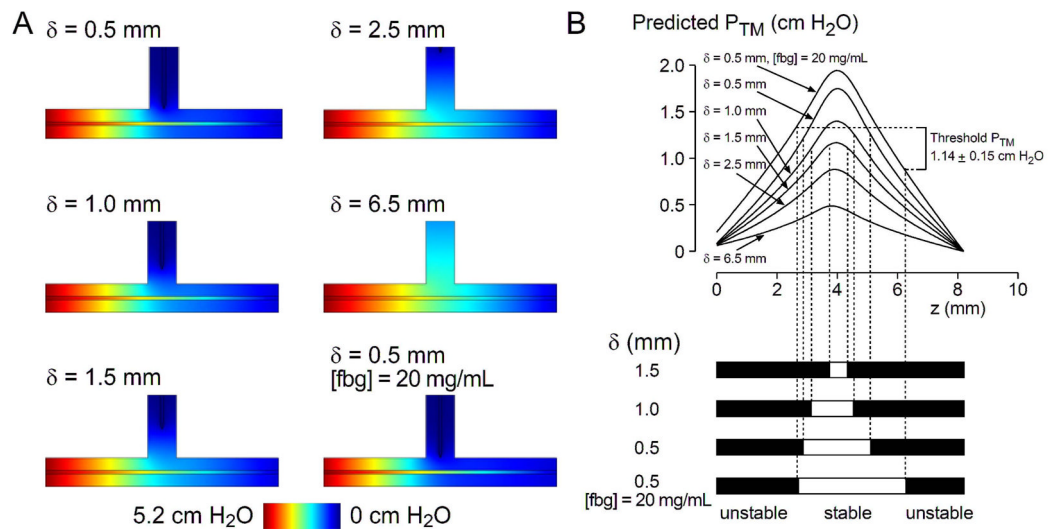 A
δ = 0.5 mm
δ = 2.5 mm
δ = 1.0 mm
δ = 6.5 mm
δ = 1.5 mm
δ = 0.5 mm
[fbg] = 20 mg/mL
5.2 cm H2O
0 cm H2O
B
Predicted PTM (cm H2O)
2.0
1.5
1.0
0.5
0
δ = 0.5 mm, [fbg] = 20 mg/mL
δ = 0.5 mm
δ = 1.0 mm
δ = 1.5 mm
δ = 2.5 mm
δ = 6.5 mm
Threshold PTM
1.14 ± 0.15 cm H2O
0 2 4 6 8 10
z (mm)
δ (mm)
1.5
1.0
0.5
0.5
[fbg] = 20 mg/mL
unstable stable unstable